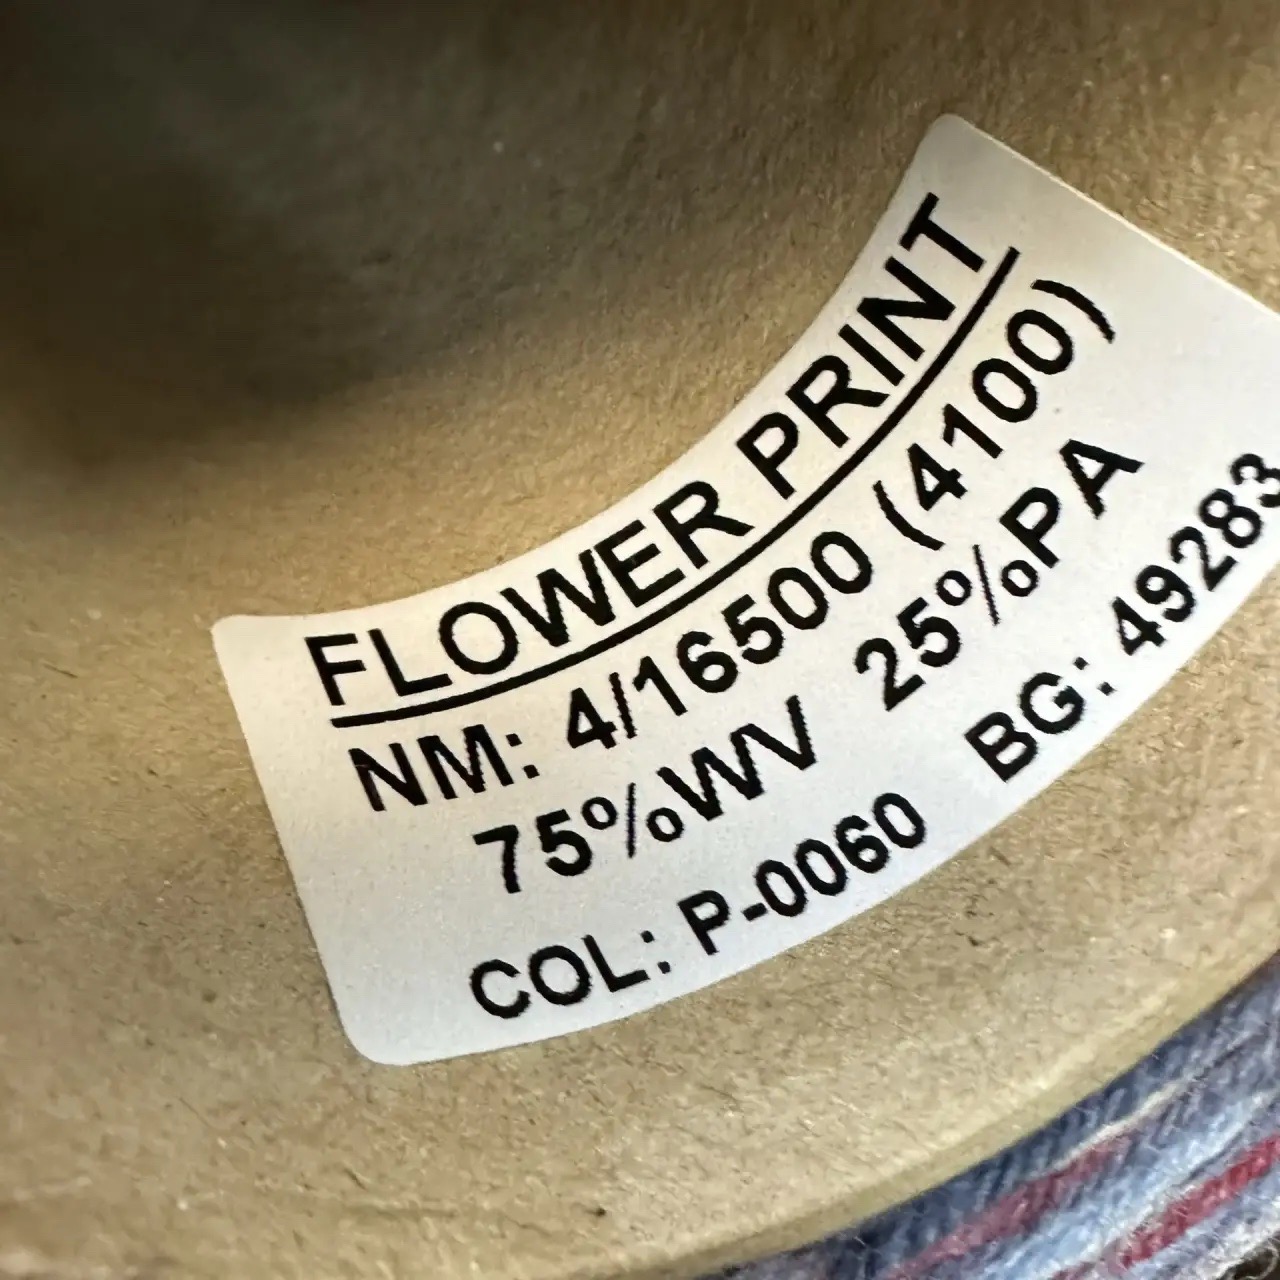 FLOWER PRINT
NM: 4/16500 (4100)
75%WV 25%PA
COL: P-0060 BG: 49283